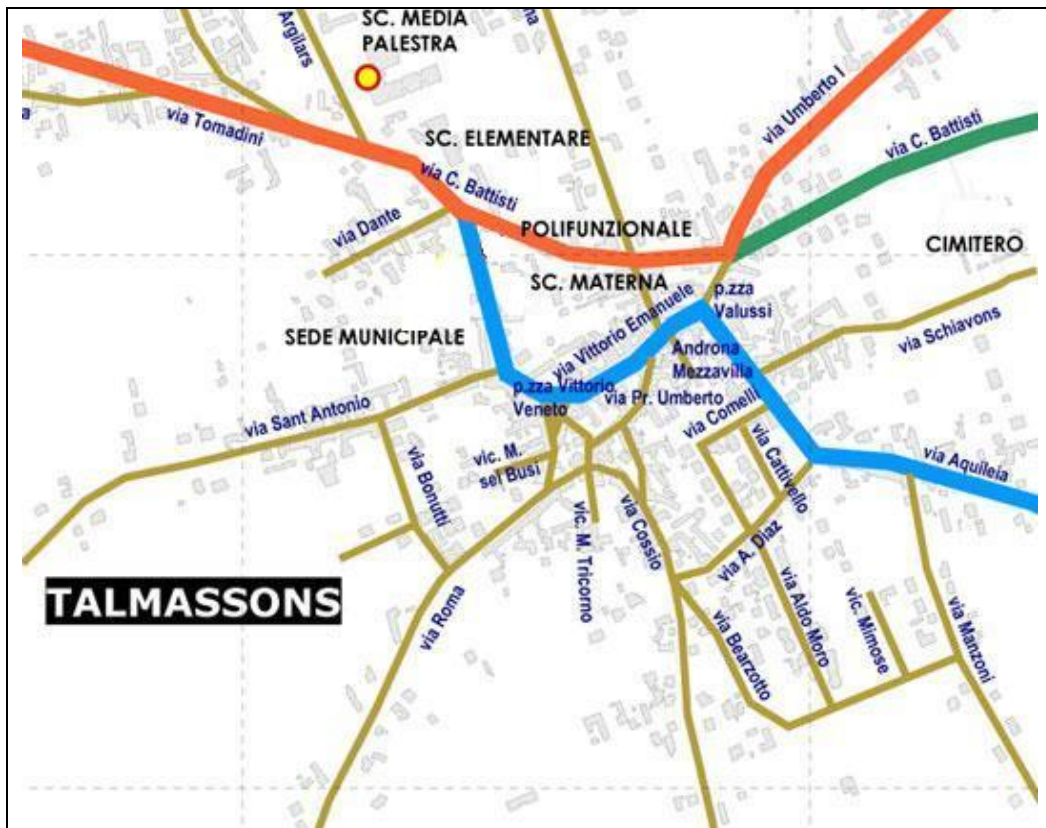 SC. MEDIA
PALESTRA
Argilars
na
a
via Tomadini
SC. ELEMENTARE
via Umberto I
via C. Battisti
via C. Battisti
via Dante
POLIFUNZIONALE
CIMITERO
SC. MATERNA
p.zza
Valussi
SEDE MUNICIPALE
via Vittorio Emanuele
via Schiavons
Androna
Mezzavilla
p.zza Vittorio
Veneto
via Pr. Umberto
via Sant Antonio
via Comelli
via Cattivello
vic. M.
sel Busi
via Bonutti
via Aquileia
via Cossio
vic. M. Tricorno
via A. Diaz
TALMASSONS
via Roma
via Aldo Moro
vic. Mimose
via Manzoni
via Bearzotto